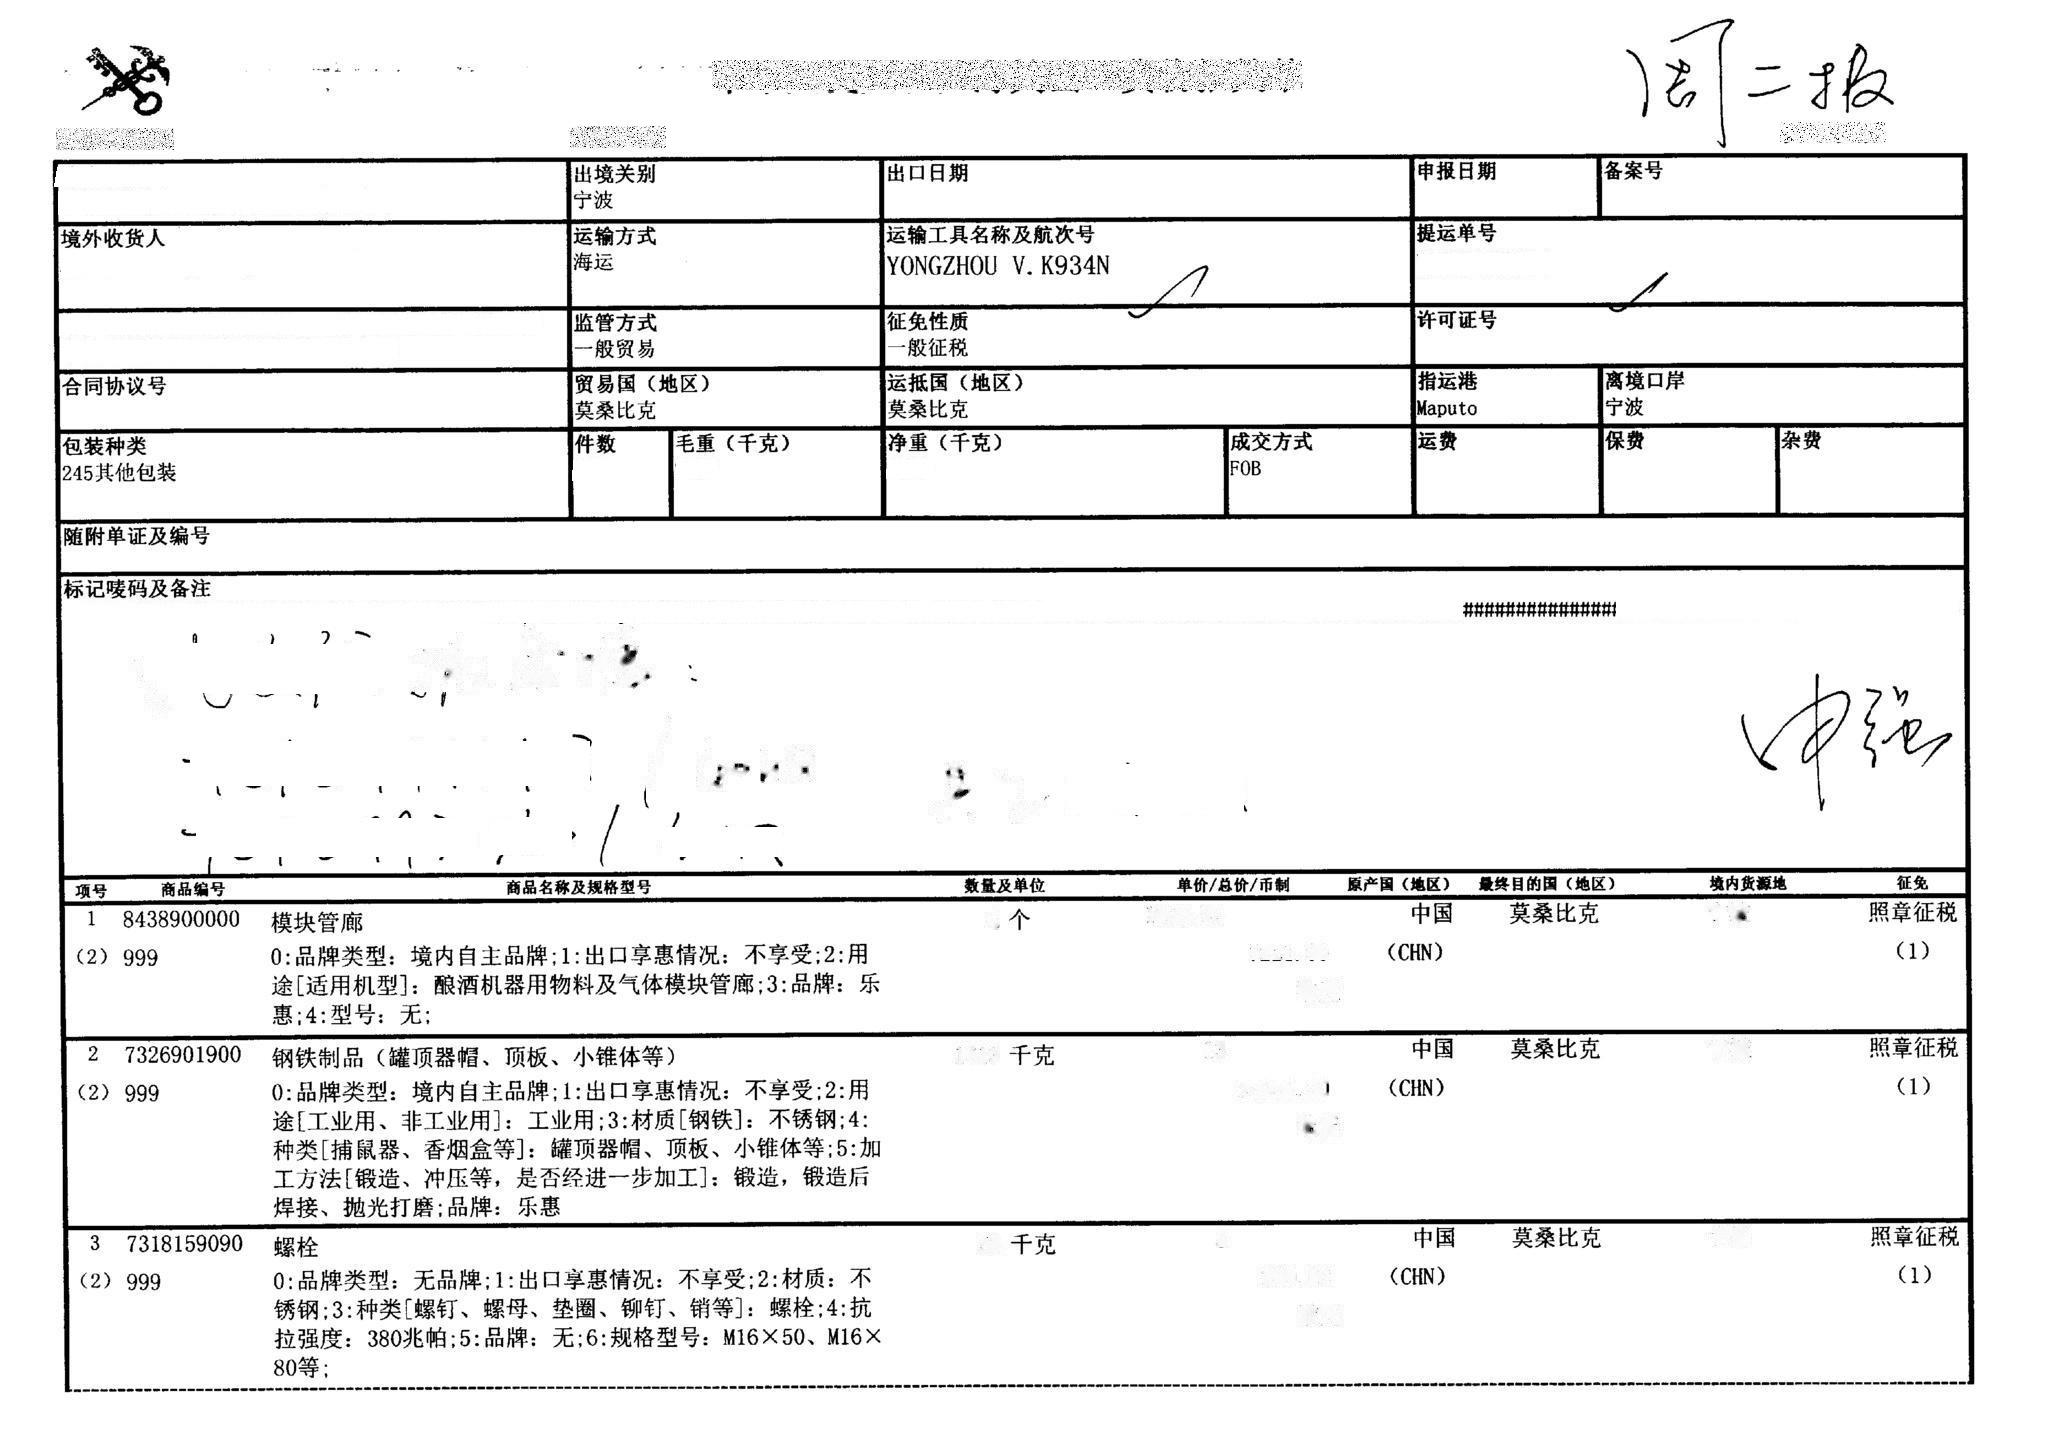 周二报
出境关别 出口日期 申报日期 备案号
宁波
境外收货人 运输方式 运输工具名称及航次号 提运单号
海运 YONGZHOU V.K934N
监管方式 征免性质 许可证号
一般贸易 一般征税
合同协议号 贸易国（地区） 运抵国（地区） 指运港 离境口岸
莫桑比克 莫桑比克 Maputo 宁波
包装种类 件数 毛重（千克） 净重（千克） 成交方式 运费 保费 杂费
245其他包装 FOB
随附单证及编号
标记唛码及备注
###############
项号 商品编号 商品名称及规格型号 数量及单位 单价/总价/币制 原产国（地区） 最终目的国（地区） 境内货源地 征免
1 8438900000 模块管廊 个 中国 莫桑比克 照章征税
(2) 999 0:品牌类型：境内自主品牌;1:出口享惠情况：不享受;2:用 (CHN) (1)
途[适用机型]：酿酒机器用物料及气体模块管廊;3:品牌：乐
惠;4:型号：无;
2 7326901900 钢铁制品（罐顶器帽、顶板、小锥体等） 千克 中国 莫桑比克 照章征税
(2) 999 0:品牌类型：境内自主品牌;1:出口享惠情况：不享受;2:用 (CHN) (1)
途[工业用、非工业用]：工业用;3:材质[钢铁]：不锈钢;4:
种类[捕鼠器、香烟盒等]：罐顶器帽、顶板、小锥体等;5:加
工方法[锻造、冲压等，是否经进一步加工]：锻造，锻造后
焊接、抛光打磨;品牌：乐惠
3 7318159090 螺栓 千克 中国 莫桑比克 照章征税
(2) 999 0:品牌类型：无品牌;1:出口享惠情况：不享受;2:材质：不 (CHN) (1)
锈钢;3:种类[螺钉、螺母、垫圈、铆钉、销等]：螺栓;4:抗
拉强度：380兆帕;5:品牌：无;6:规格型号：M16×50、M16×
80等;